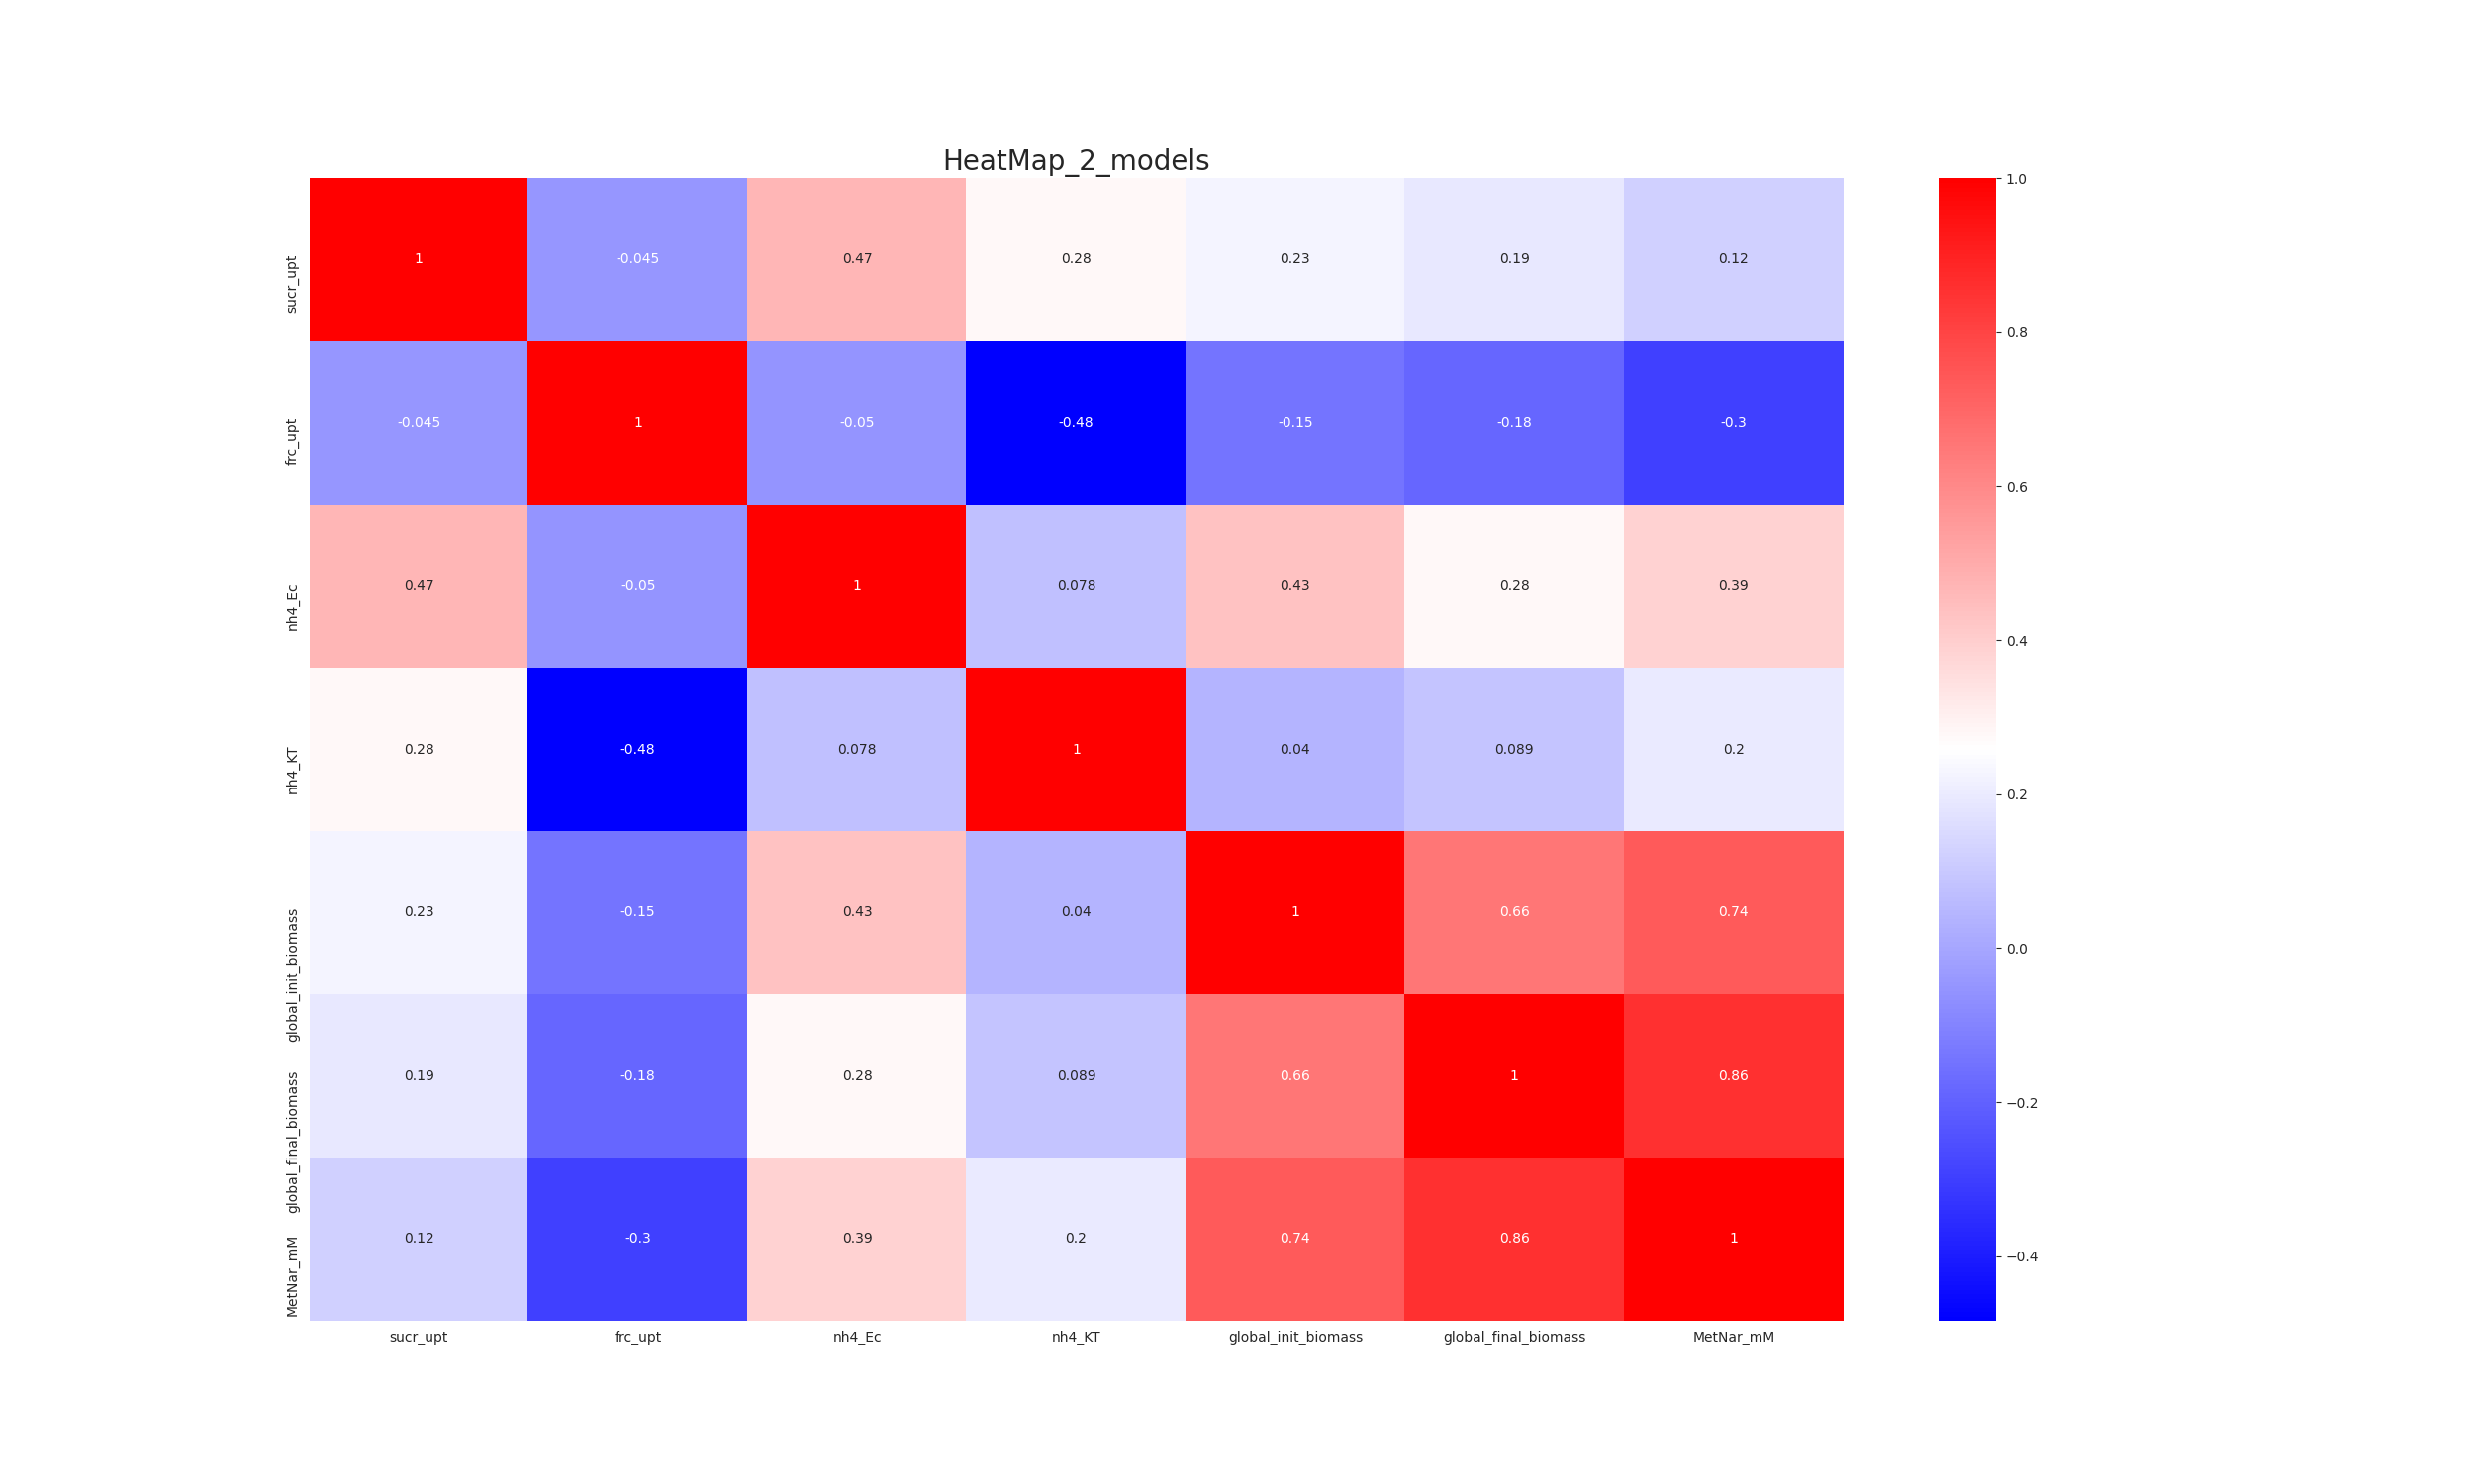 HeatMap_2_models
sucr_upt 1 -0.045 0.47 0.28 0.23 0.19 0.12
frc_upt -0.045 1 -0.05 -0.48 -0.15 -0.18 -0.3
nh4_Ec 0.47 -0.05 1 0.078 0.43 0.28 0.39
nh4_KT 0.28 -0.48 0.078 1 0.04 0.089 0.2
global_init_biomass 0.23 -0.15 0.43 0.04 1 0.66 0.74
global_final_biomass 0.19 -0.18 0.28 0.089 0.66 1 0.86
MetNar_mM 0.12 -0.3 0.39 0.2 0.74 0.86 1
sucr_upt frc_upt nh4_Ec nh4_KT global_init_biomass global_final_biomass MetNar_mM
1.0
0.8
0.6
0.4
0.2
0.0
−0.2
−0.4